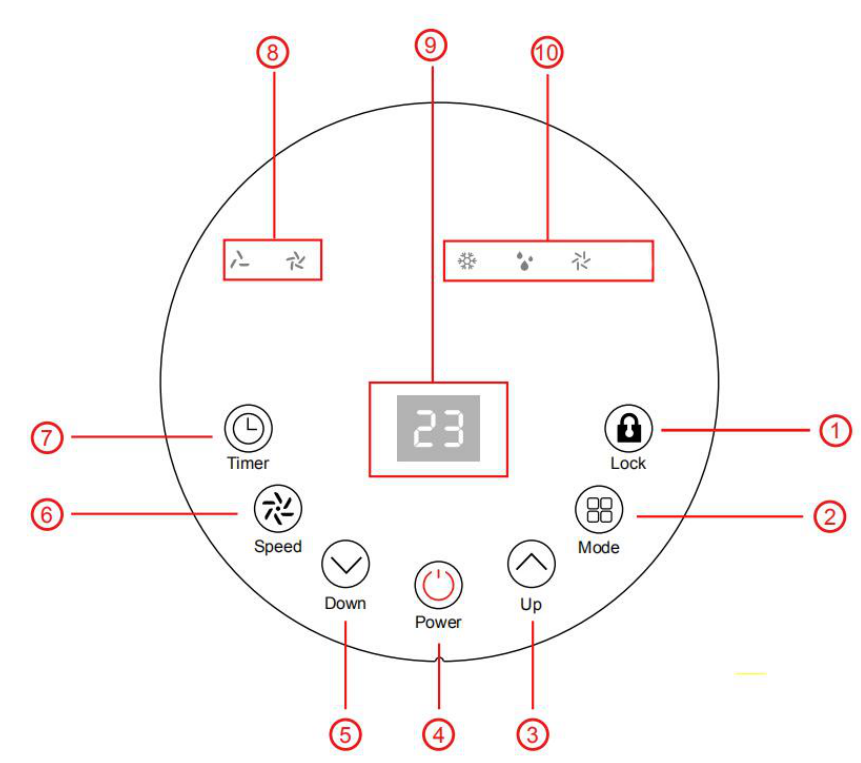 ⑧ ⑨ ⑩
23
⑦ Timer
Lock ①
⑥ Speed
Mode ②
Down
Power
Up
⑤ ④ ③